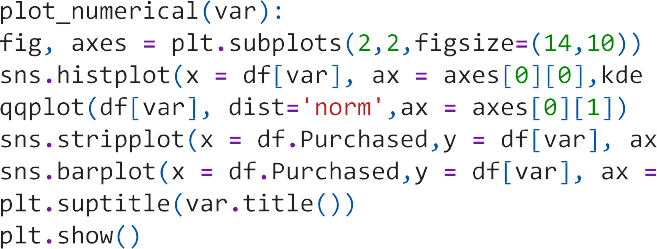 plot_numerical(var):
fig, axes = plt.subplots(2,2,figsize=(14,10))
sns.histplot(x = df[var], ax = axes[0][0],kde
qqplot(df[var], dist='norm',ax = axes[0][1])
sns.stripplot(x = df.Purchased,y = df[var], ax
sns.barplot(x = df.Purchased,y = df[var], ax =
plt.suptitle(var.title())
plt.show()